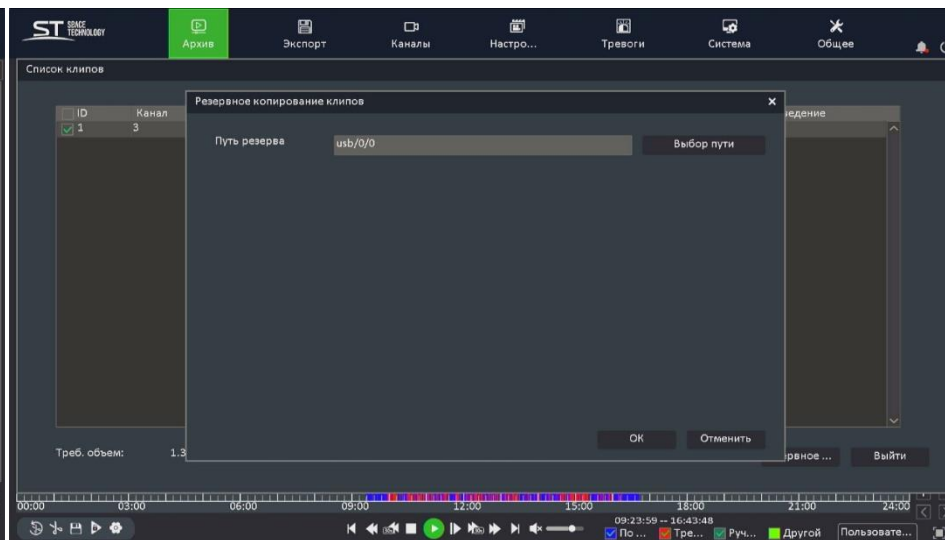 ST SPACE TECHNOLOGY
Архив Экспорт Каналы Настро... Тревоги Система Общее
Список клипов
Резервное копирование клипов x
ID Канал
1 3
Путь резерва usb/0/0 Выбор пути
ОК Отменить
Треб. объем: 1.3
Выйти
00:00 03:00 06:00 09:00 12:00 15:00 18:00 21:00 24:00
09:23:59 -- 16:43:48
По ... Тре... Руч... Другой Пользовате...